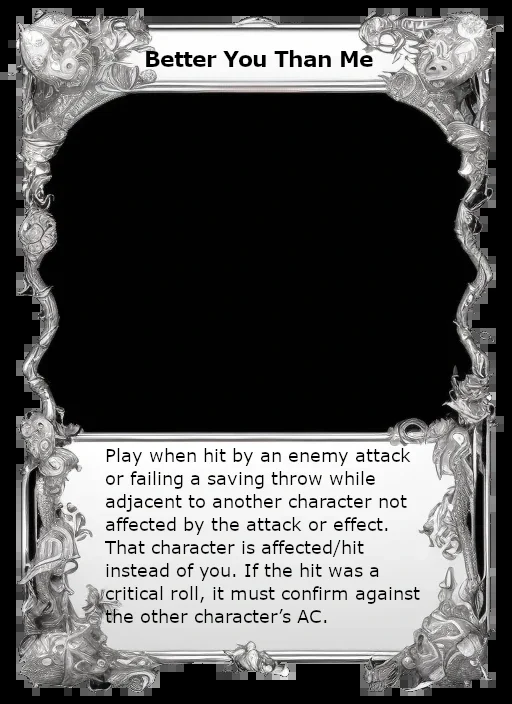 Better You Than Me
Play when hit by an enemy attack
or failing a saving throw while
adjacent to another character not
affected by the attack or effect.
That character is affected/hit
instead of you. If the hit was a
critical roll, it must confirm against
the other character’s AC.